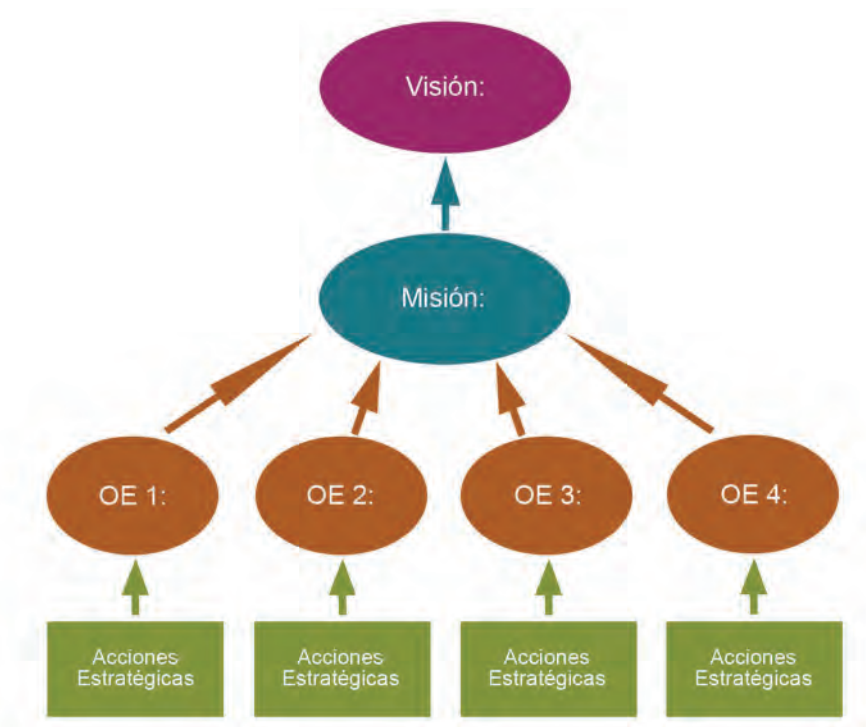 Visión:
Misión:
OE 1:
OE 2:
OE 3:
OE 4:
Acciones
Estratégicas
Acciones
Estratégicas
Acciones
Estratégicas
Acciones
Estratégicas